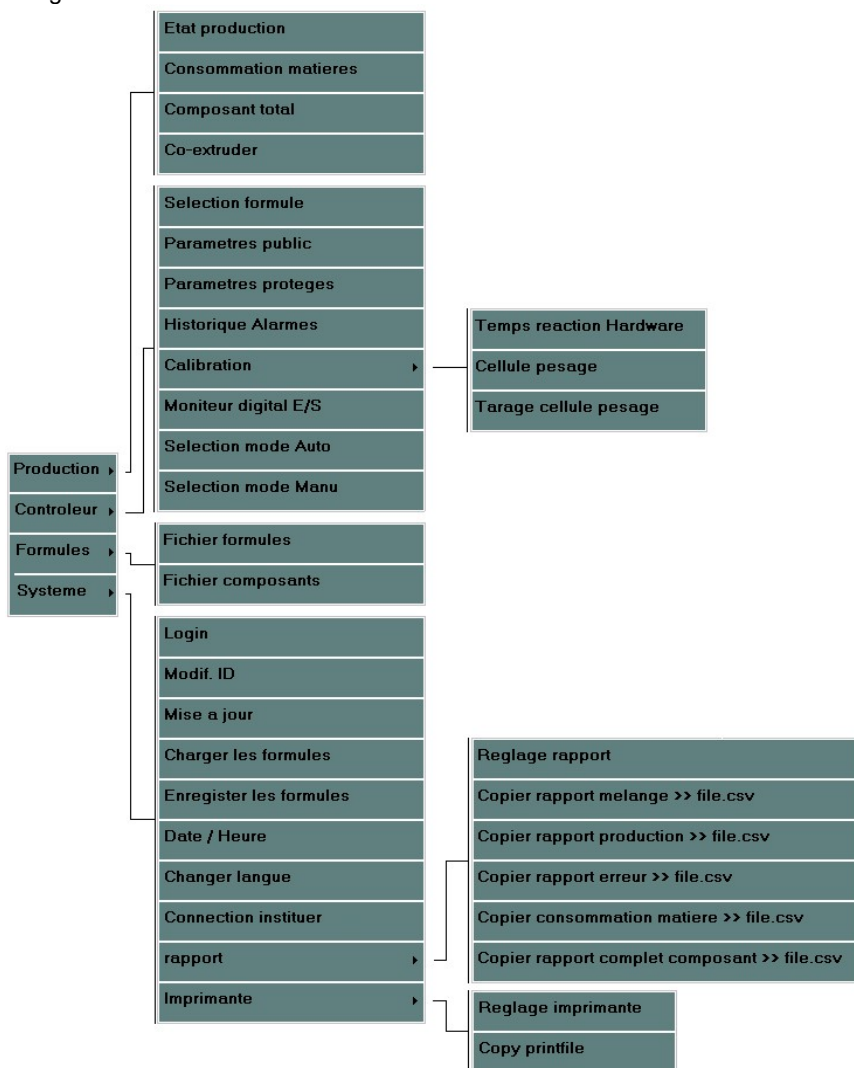 Etat production
Consommation matieres
Composant total
Co-extruder
Selection formule
Parametres public
Parametres proteges
Historique Alarmes
Calibration
Moniteur digital E/S
Selection mode Auto
Selection mode Manu
Temps reaction Hardware
Cellule pesage
Tarage cellule pesage
Production
Controleur
Formules
Systeme
Fichier formules
Fichier composants
Login
Modif. ID
Mise a jour
Charger les formules
Enregister les formules
Date / Heure
Changer langue
Connection instituer
rapport
Imprimante
Reglage rapport
Copier rapport melange >> file.csv
Copier rapport production >> file.csv
Copier rapport erreur >> file.csv
Copier consommation matiere >> file.csv
Copier rapport complet composant >> file.csv
Reglage imprimante
Copy printfile